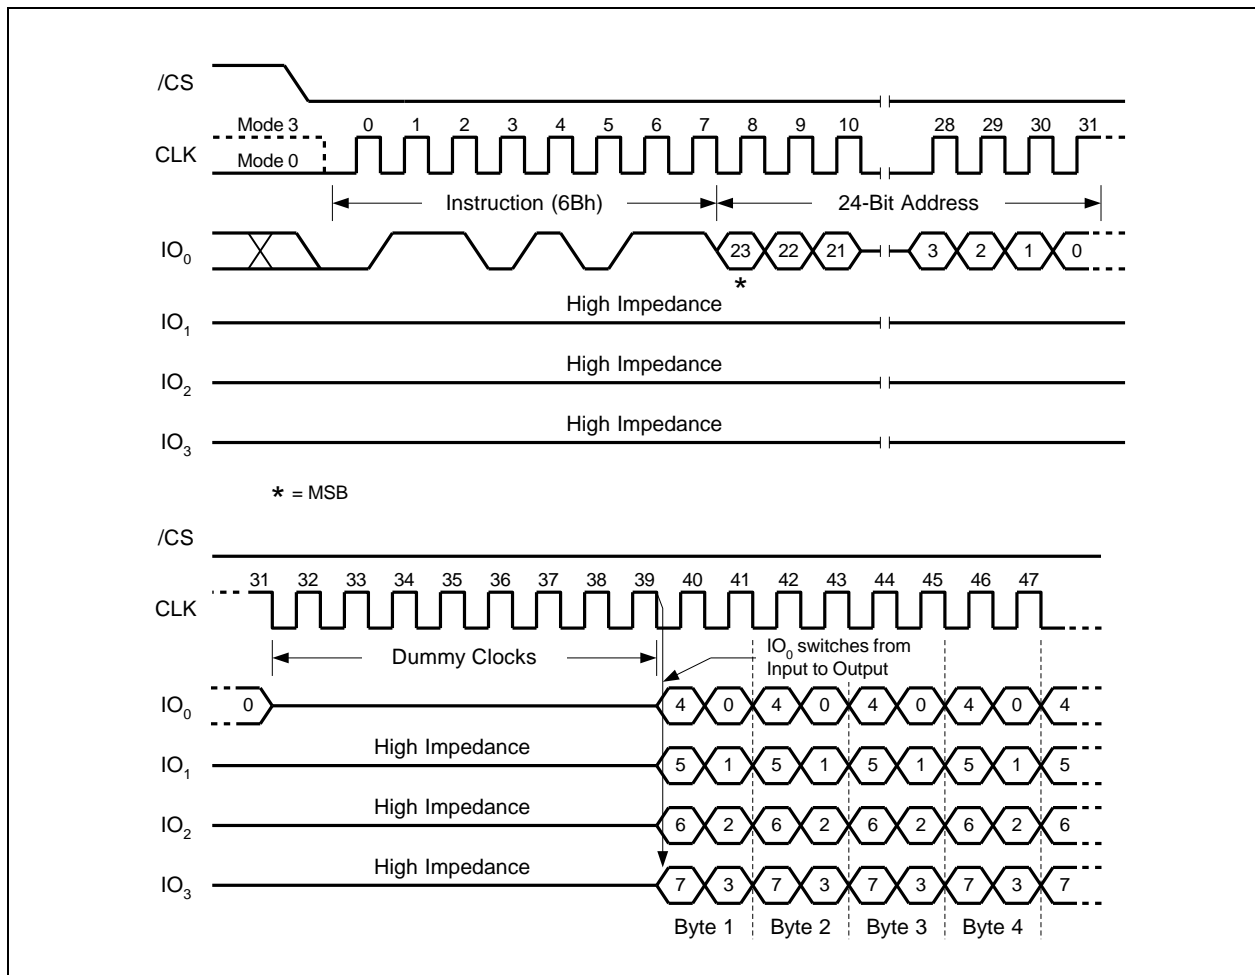 /CS
Mode 3 0 1 2 3 4 5 6 7 8 9 10 28 29 30 31
CLK
Mode 0
Instruction (6Bh) 24-Bit Address
IO0 23 22 21 3 2 1 0
*
High Impedance
IO1
High Impedance
IO2
High Impedance
IO3
* = MSB
/CS
31 32 33 34 35 36 37 38 39 40 41 42 43 44 45 46 47
CLK
Dummy Clocks
IO0 switches from
Input to Output
IO0 0 4 0 4 0 4 0 4 0 4
High Impedance
IO1 5 1 5 1 5 1 5 1 5
High Impedance
IO2 6 2 6 2 6 2 6 2 6
High Impedance
IO3 7 3 7 3 7 3 7 3 7
Byte 1 Byte 2 Byte 3 Byte 4